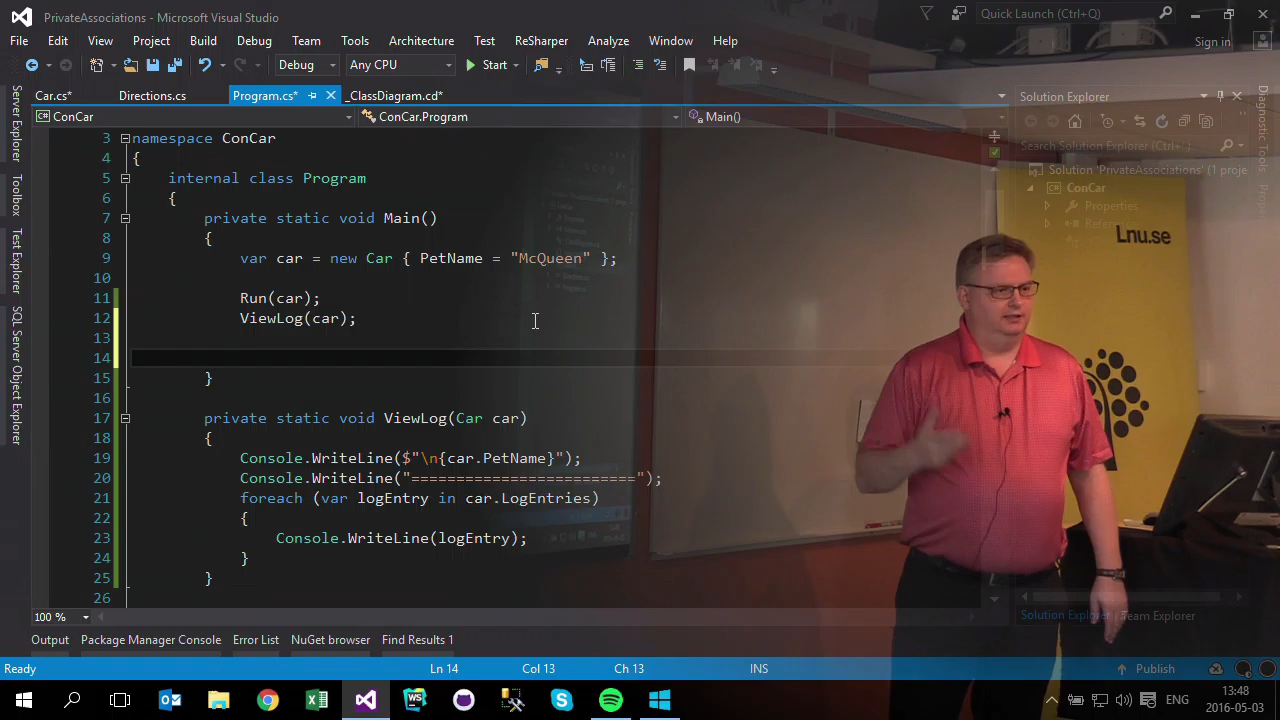 PrivateAssociations - Microsoft Visual Studio
Quick Launch (Ctrl+Q)
File Edit View Project Build Debug Team Tools Architecture Test ReSharper Analyze Window Help
Sign in
Debug Any CPU Start
Car.cs* Directions.cs Program.cs* _ClassDiagram.cd*
Solution Explorer
ConCar ConCar.Program Main()
Server Explorer
Toolbox
Test Explorer
SQL Server Object Explorer
Diagnostic Tools
Search Solution Explorer (Ctrl+
Solution 'PrivateAssociations' (1 proje
ConCar
Properties
Lnu.se
3 namespace ConCar
4 {
5 internal class Program
6 {
7 private static void Main()
8 {
9 var car = new Car { PetName = "McQueen" };
10
11 Run(car);
12 ViewLog(car);
13
14
15 }
16
17 private static void ViewLog(Car car)
18 {
19 Console.WriteLine($"\n{car.PetName}");
20 Console.WriteLine("=========================");
21 foreach (var logEntry in car.LogEntries)
22 {
23 Console.WriteLine(logEntry);
24 }
25 }
26
100 %
Solution Explorer Team Explorer
Output Package Manager Console Error List NuGet browser Find Results 1
Ready Ln 14 Col 13 Ch 13 INS Publish
ENG
13:48
2016-05-03